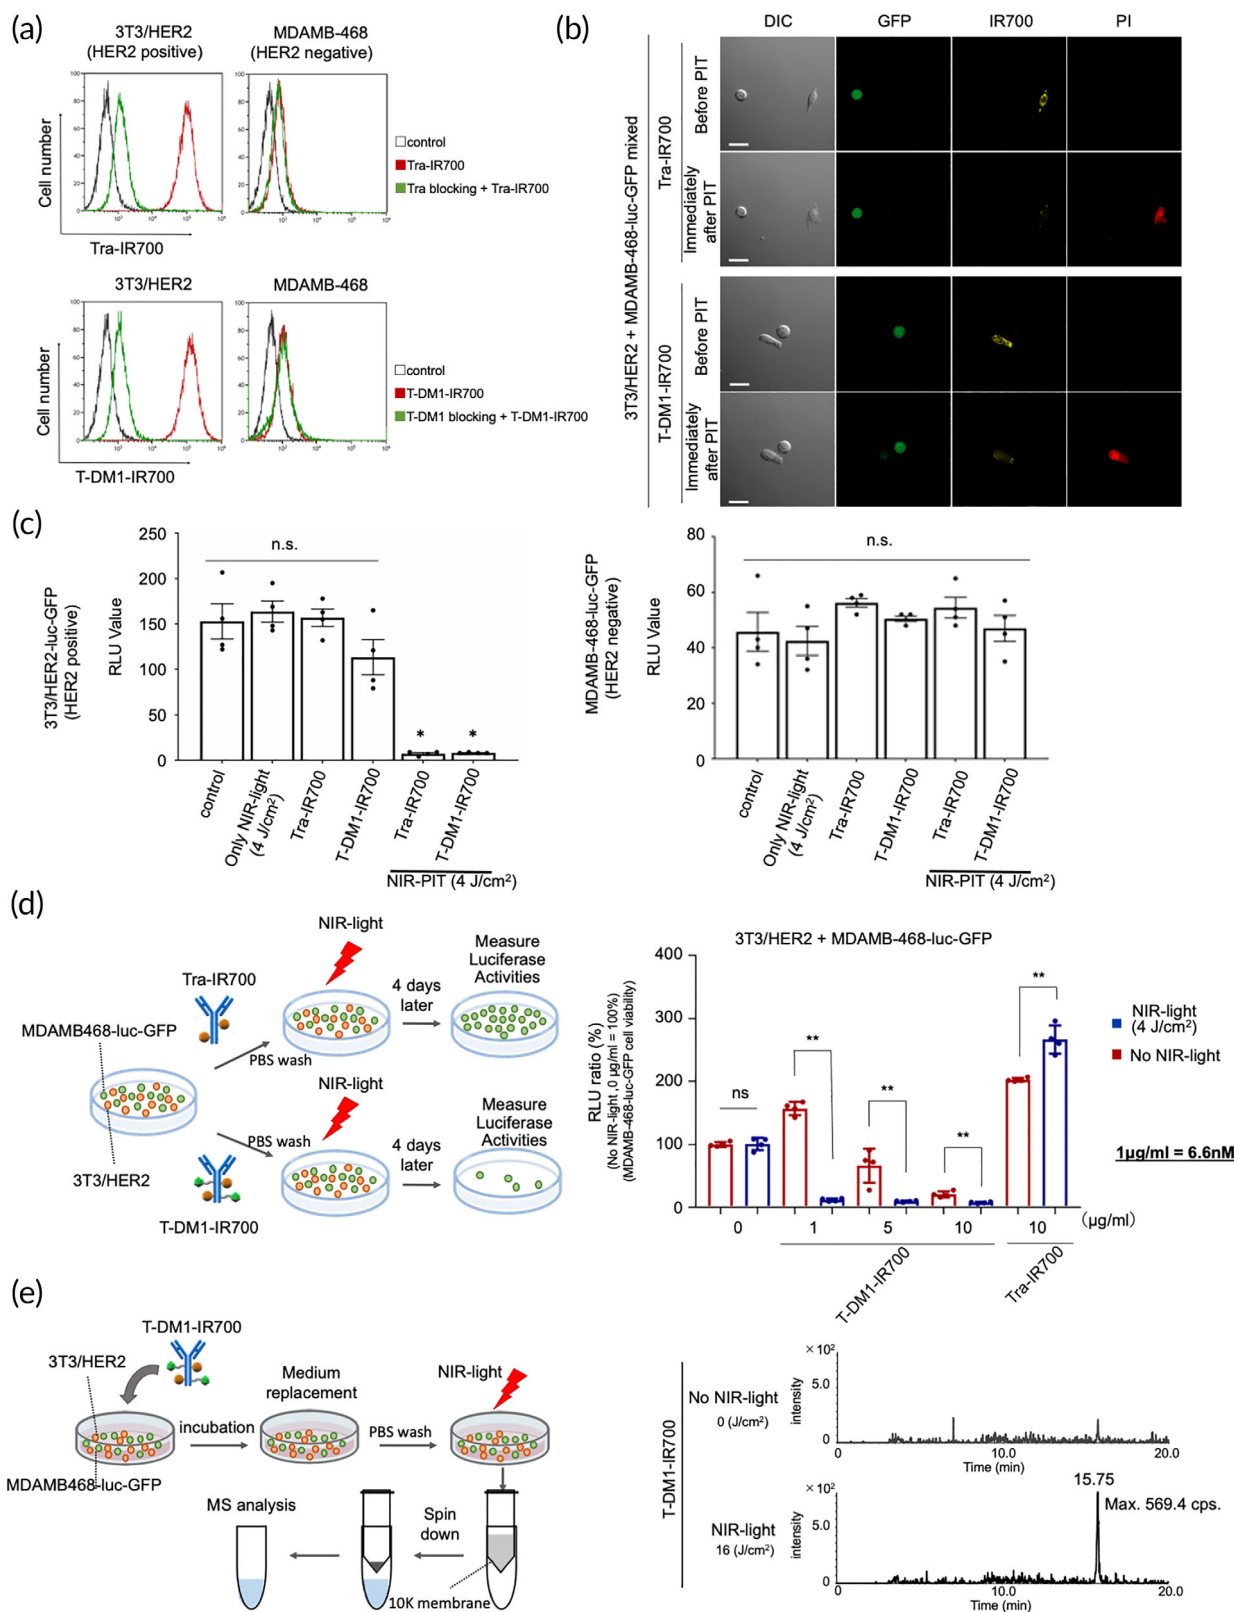 (a)
3T3/HER2
(HER2 positive)
MDAMB-468
(HER2 negative)
Cell number
Tra-IR700
control
Tra-IR700
Tra blocking + Tra-IR700
3T3/HER2
MDAMB-468
Cell number
T-DM1-IR700
control
T-DM1-IR700
T-DM1 blocking + T-DM1-IR700
(b)
DIC GFP IR700 PI
3T3/HER2 + MDAMB-468-luc-GFP mixed
Tra-IR700
Before PIT
Immediately
after PIT
T-DM1-IR700
Before PIT
Immediately
after PIT
(c)
3T3/HER2-luc-GFP
(HER2 positive)
RLU Value
250
200
150
100
50
0
n.s.
* *
control
Only NIR-light
(4 J/cm²)
Tra-IR700
T-DM1-IR700
Tra-IR700
T-DM1-IR700
NIR-PIT (4 J/cm²)
MDAMB-468-luc-GFP
(HER2 negative)
RLU Value
80
60
40
20
0
n.s.
control
Only NIR-light
(4 J/cm²)
Tra-IR700
T-DM1-IR700
Tra-IR700
T-DM1-IR700
NIR-PIT (4 J/cm²)
(d)
NIR-light
Tra-IR700
Measure
Luciferase
Activities
4 days
later
MDAMB468-luc-GFP
PBS wash
NIR-light
PBS wash
3T3/HER2
T-DM1-IR700
4 days
later
Measure
Luciferase
Activities
3T3/HER2 + MDAMB-468-luc-GFP
RLU ratio (%)
(No NIR-light, 0 µg/ml = 100%)
(MDAMB-468-luc-GFP cell viability)
400
300
200
100
0
ns
**
**
**
**
0 1 5 10 10 (µg/ml)
T-DM1-IR700
Tra-IR700
NIR-light
(4 J/cm²)
No NIR-light
1µg/ml = 6.6nM
(e)
T-DM1-IR700
3T3/HER2
incubation
Medium
replacement
PBS wash
NIR-light
MDAMB468-luc-GFP
MS analysis
Spin
down
10K membrane
T-DM1-IR700
No NIR-light
0 (J/cm²)
×10²
intensity
5.0
0
0 10.0 20.0
Time (min)
NIR-light
16 (J/cm²)
×10²
intensity
5.0
0
15.75
Max. 569.4 cps.
0 10.0 20.0
Time (min)